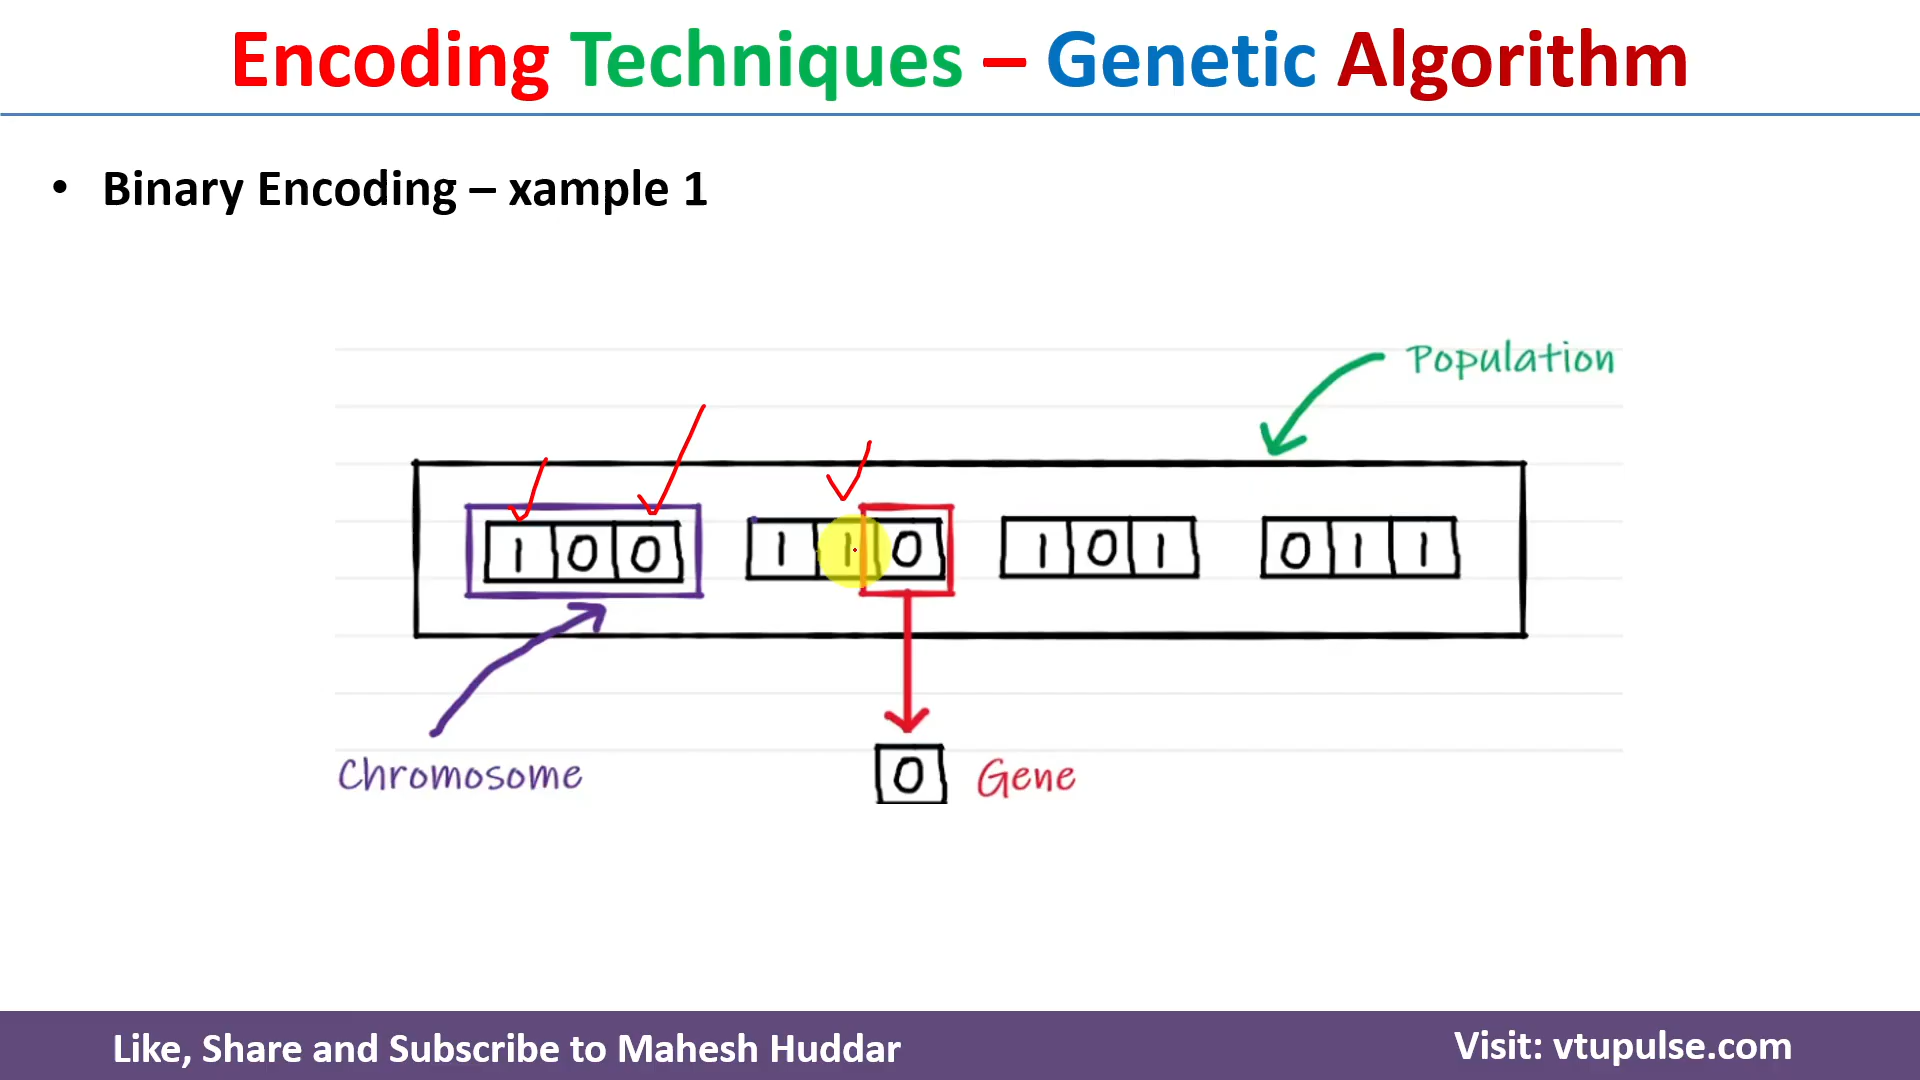 Encoding Techniques – Genetic Algorithm
• Binary Encoding – xample 1
Population
1 0 0 1 1 0 1 0 1 0 1 1
Chromosome
0 Gene
Like, Share and Subscribe to Mahesh Huddar
Visit: vtupulse.com